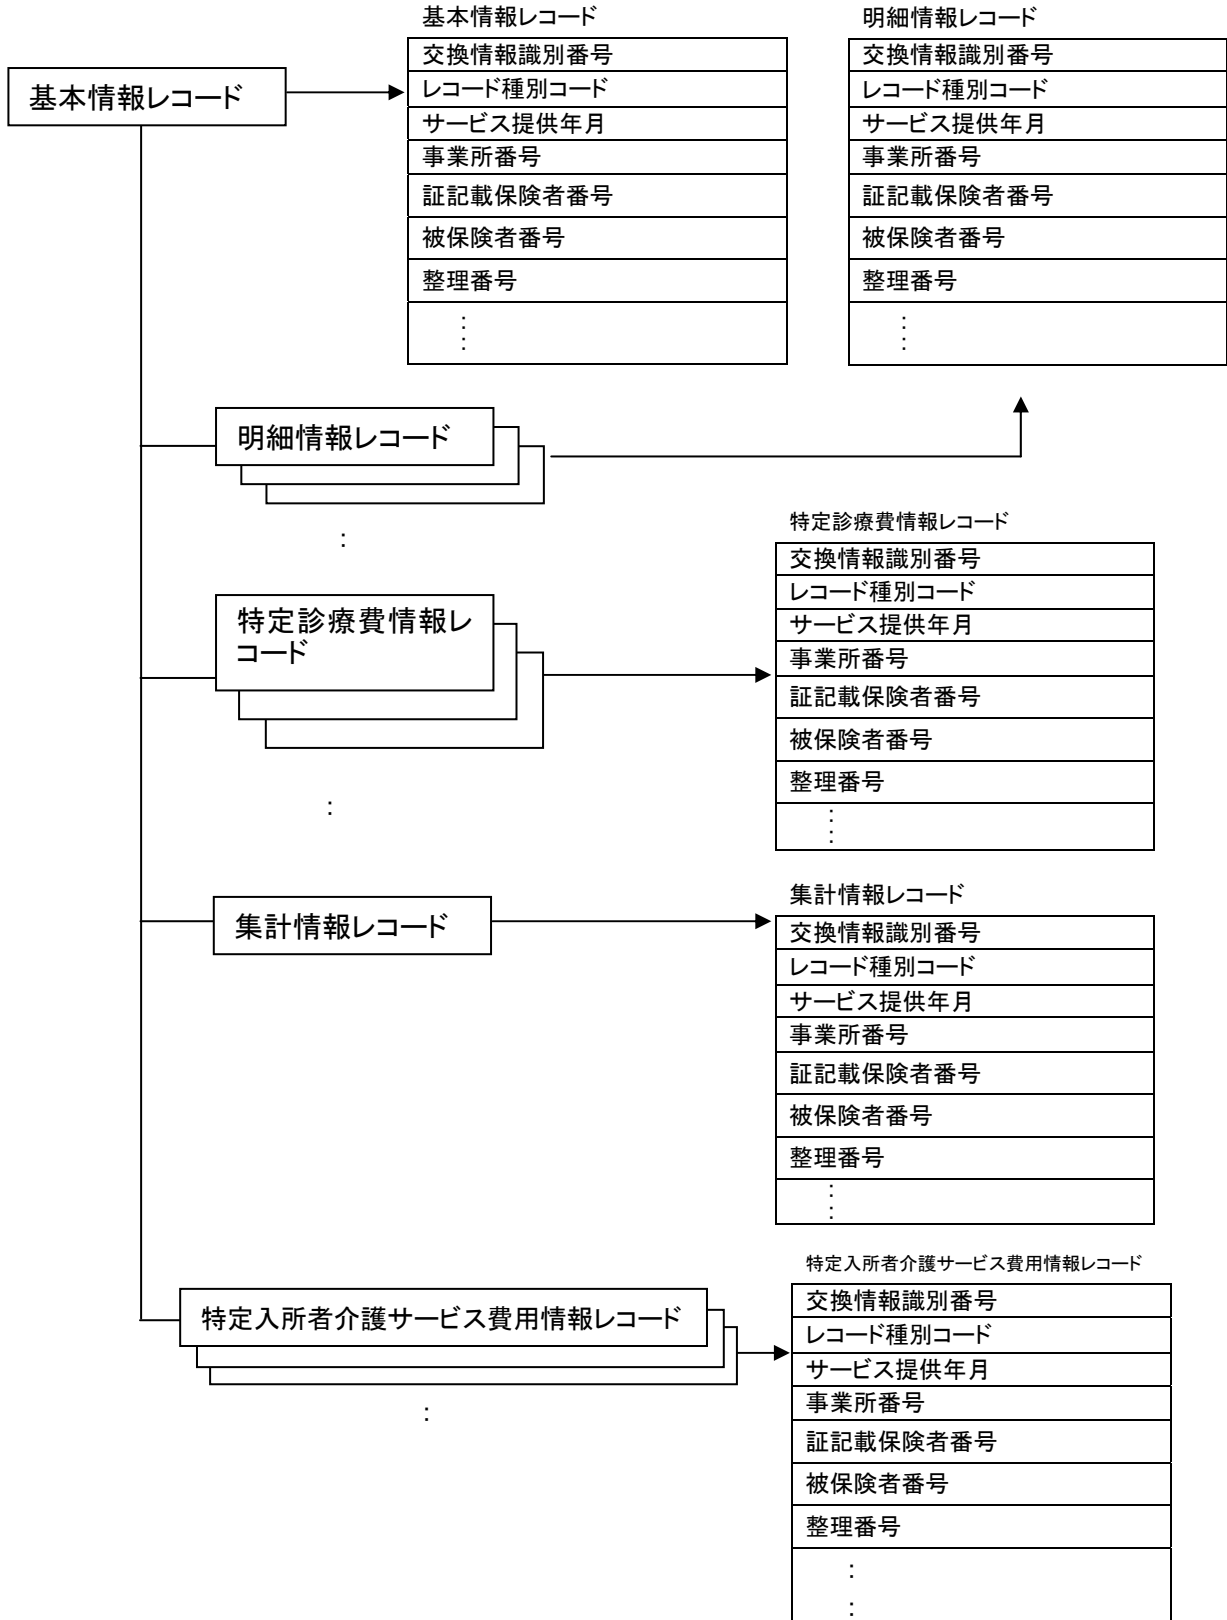 基本情報レコード
基本情報レコード
交換情報識別番号
レコード種別コード
サービス提供年月
事業所番号
証記載保険者番号
被保険者番号
整理番号
:
:
明細情報レコード
交換情報識別番号
レコード種別コード
サービス提供年月
事業所番号
証記載保険者番号
被保険者番号
整理番号
:
:
明細情報レコード
:
特定診療費情報レ
コード
:
特定診療費情報レコード
交換情報識別番号
レコード種別コード
サービス提供年月
事業所番号
証記載保険者番号
被保険者番号
整理番号
:
:
集計情報レコード
集計情報レコード
交換情報識別番号
レコード種別コード
サービス提供年月
事業所番号
証記載保険者番号
被保険者番号
整理番号
:
:
特定入所者介護サービス費用情報レコード
:
特定入所者介護サービス費用情報レコード
交換情報識別番号
レコード種別コード
サービス提供年月
事業所番号
証記載保険者番号
被保険者番号
整理番号
:
: